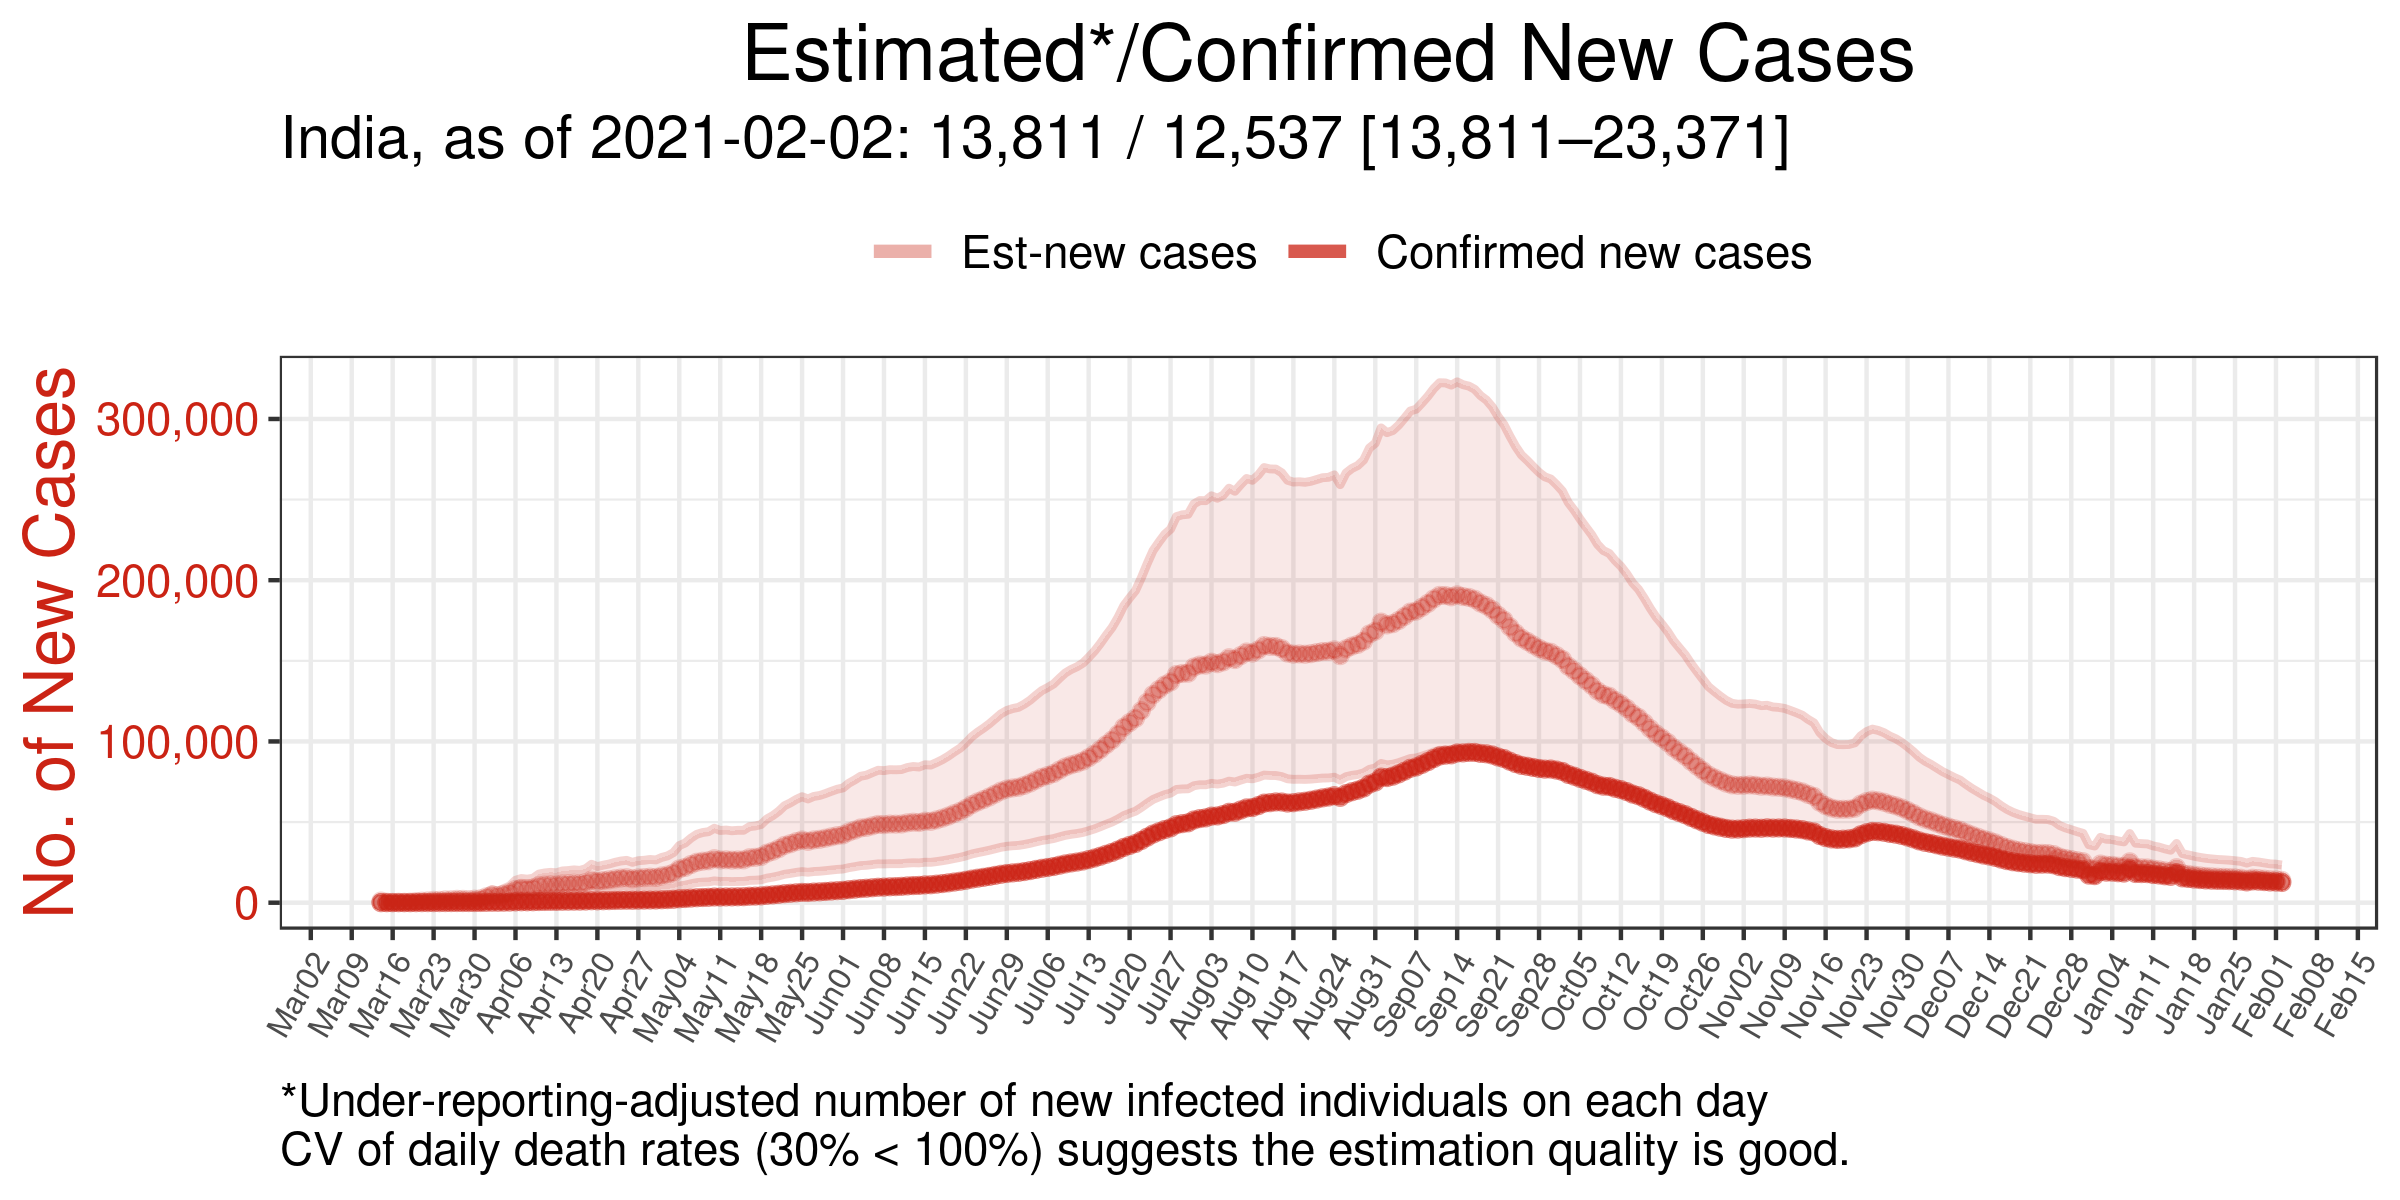 Estimated*/Confirmed New Cases
India, as of 2021-02-02: 13,811 / 12,537 [13,811–23,371]
Est-new cases
Confirmed new cases
No. of New Cases
300,000
200,000
100,000
0
Mar02
Mar09
Mar16
Mar23
Mar30
Apr06
Apr13
Apr20
Apr27
May04
May11
May18
May25
Jun01
Jun08
Jun15
Jun22
Jun29
Jul06
Jul13
Jul20
Jul27
Aug03
Aug10
Aug17
Aug24
Aug31
Sep07
Sep14
Sep21
Sep28
Oct05
Oct12
Oct19
Oct26
Nov02
Nov09
Nov16
Nov23
Nov30
Dec07
Dec14
Dec21
Dec28
Jan04
Jan11
Jan18
Jan25
Feb01
Feb08
Feb15
*Under-reporting-adjusted number of new infected individuals on each day
CV of daily death rates (30% < 100%) suggests the estimation quality is good.